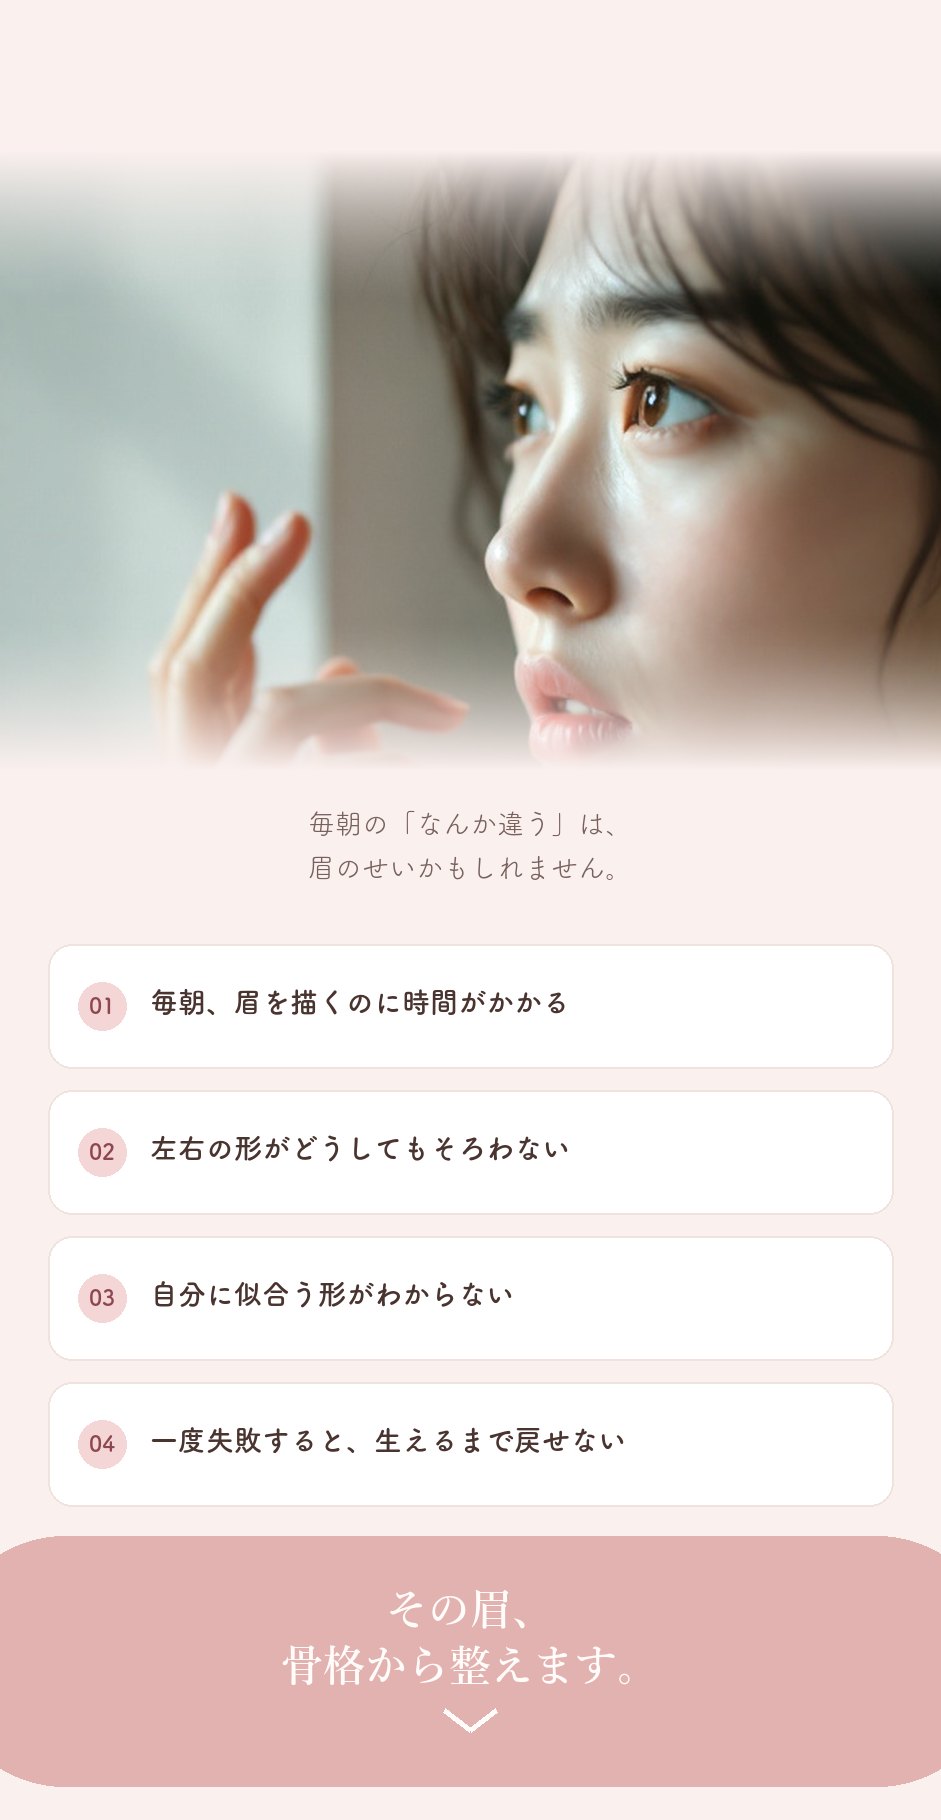 毎朝の「なんか違う」は、
眉のせいかもしれません。
01 毎朝、眉を描くのに時間がかかる
02 左右の形がどうしてもそろわない
03 自分に似合う形がわからない
04 一度失敗すると、生えるまで戻せない
その眉、
骨格から整えます。